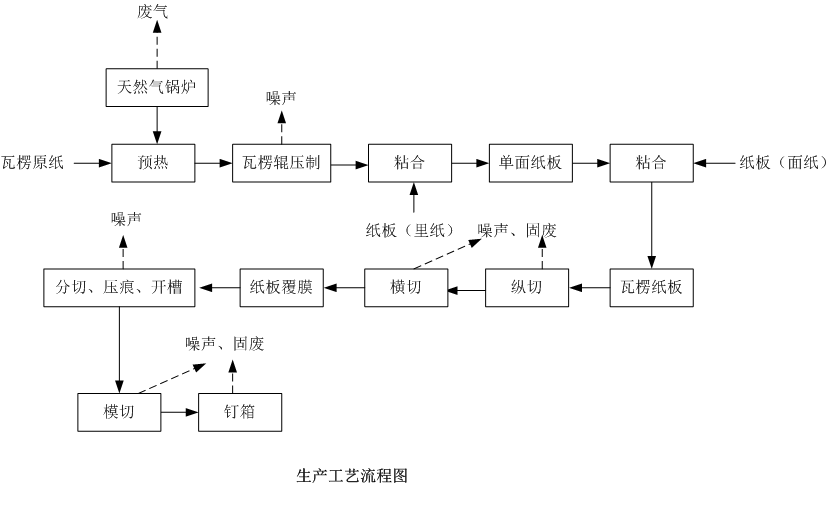 废气
天然气锅炉
噪声
瓦楞原纸
预热
瓦楞辊压制
粘合
单面纸板
粘合
纸板（面纸）
纸板（里纸）
噪声、固废
噪声
分切、压痕、开槽
纸板覆膜
横切
纵切
瓦楞纸板
噪声、固废
模切
钉箱
生产工艺流程图